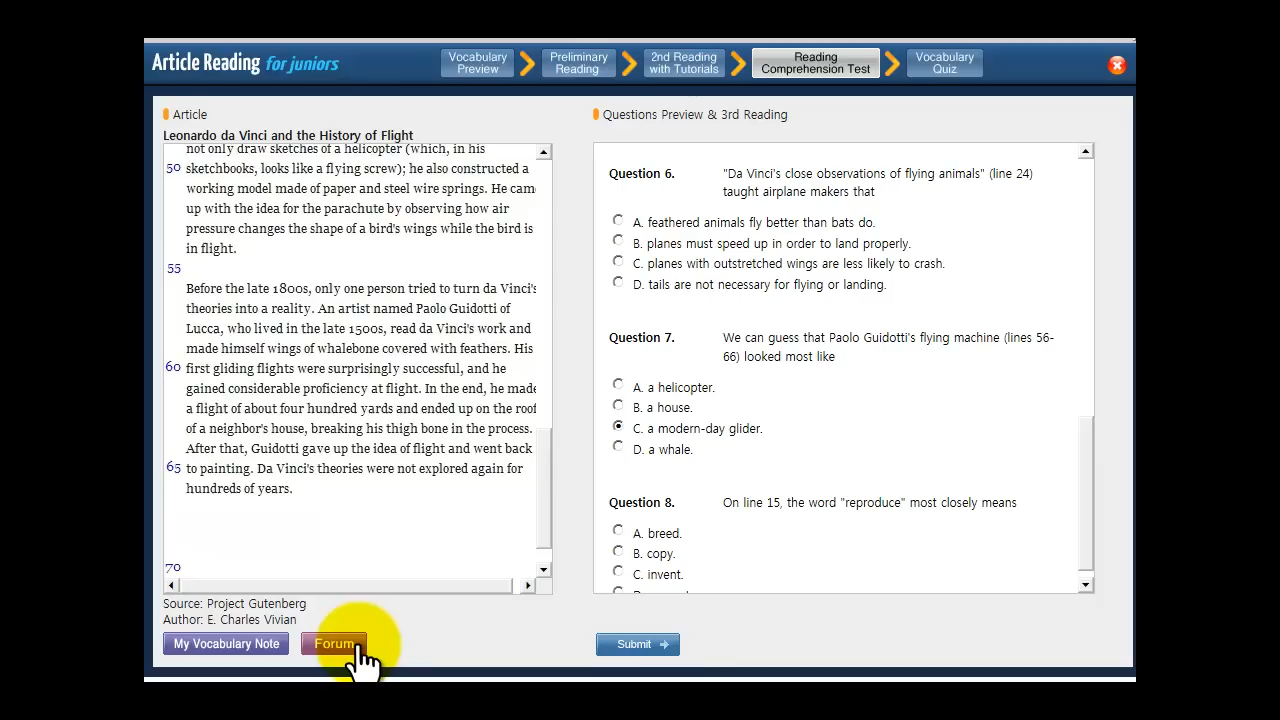 Article Reading for juniors
Vocabulary
Preview
Preliminary
Reading
2nd Reading
with Tutorials
Reading
Comprehension Test
Vocabulary
Quiz
Article
Leonardo da Vinci and the History of Flight
not only draw sketches of a helicopter (which, in his
50 sketchbooks, looks like a flying screw); he also constructed a
working model made of paper and steel wire springs. He came
up with the idea for the parachute by observing how air
pressure changes the shape of a bird's wings while the bird is
in flight.
55
Before the late 1800s, only one person tried to turn da Vinci's
theories into a reality. An artist named Paolo Guidotti of
Lucca, who lived in the late 1500s, read da Vinci's work and
made himself wings of whalebone covered with feathers. His
60 first gliding flights were surprisingly successful, and he
gained considerable proficiency at flight. In the end, he made
a flight of about four hundred yards and ended up on the roof
of a neighbor's house, breaking his thigh bone in the process.
After that, Guidotti gave up the idea of flight and went back
65 to painting. Da Vinci's theories were not explored again for
hundreds of years.
70
Source: Project Gutenberg
Author: E. Charles Vivian
My Vocabulary Note
Forum
Questions Preview & 3rd Reading
Question 6. "Da Vinci's close observations of flying animals" (line 24)
taught airplane makers that
A. feathered animals fly better than bats do.
B. planes must speed up in order to land properly.
C. planes with outstretched wings are less likely to crash.
D. tails are not necessary for flying or landing.
Question 7. We can guess that Paolo Guidotti's flying machine (lines 56-
66) looked most like
A. a helicopter.
B. a house.
C. a modern-day glider.
D. a whale.
Question 8. On line 15, the word "reproduce" most closely means
A. breed.
B. copy.
C. invent.
Submit